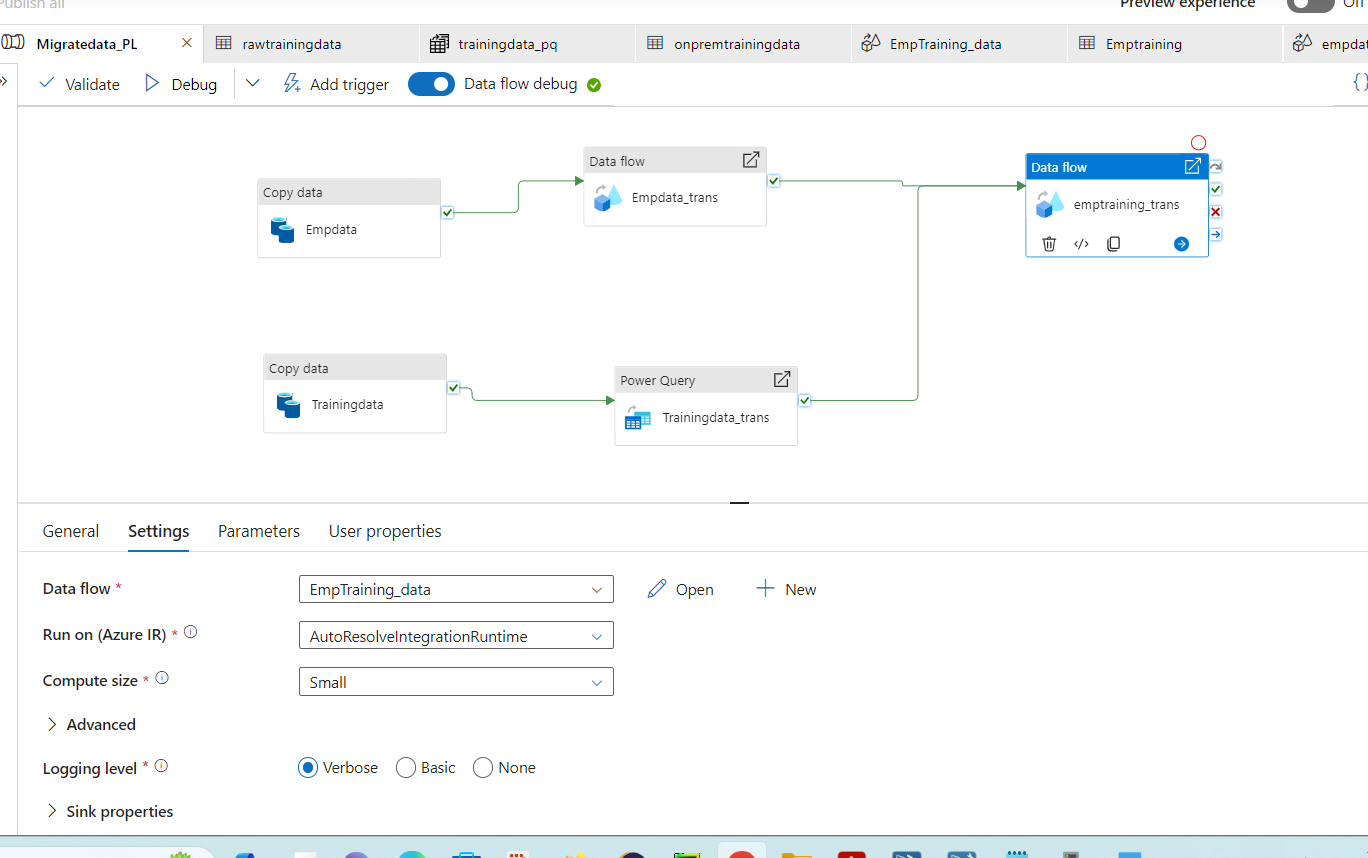 Publish all
Preview experience
Off
Migratedata_PL
rawtrainingdata
trainingdata_pq
onpremtrainingdata
EmpTraining_data
Emptraining
empdat
Validate
Debug
Add trigger
Data flow debug
Copy data
Empdata
Data flow
Empdata_trans
Data flow
emptraining_trans
Copy data
Trainingdata
Power Query
Trainingdata_trans
General Settings Parameters User properties
Data flow * EmpTraining_data Open New
Run on (Azure IR) * AutoResolveIntegrationRuntime
Compute size * Small
Advanced
Logging level * Verbose Basic None
Sink properties